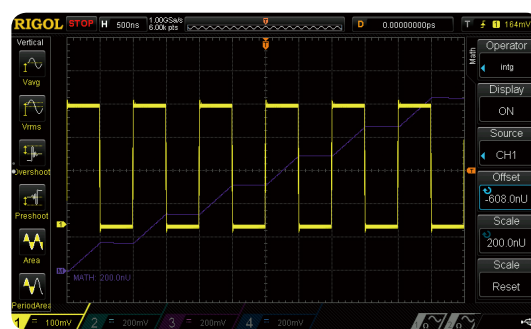 RIGOL STOP H 500ns 1.00GSa/s 6.00k pts D 0.00000000ps T 1 164mV
Vertical
Vavg
Vrms
Overshoot
Preshoot
Area
PeriodArea
T
T
1
M
MATH: 200.0nU
Math
Operator
intg
Display
ON
Source
CH1
Offset
-608.0nU
Scale
200.0nU
Scale
Reset
1 = 100mV 2 = 200mV 3 = 200mV 4 = 200mV